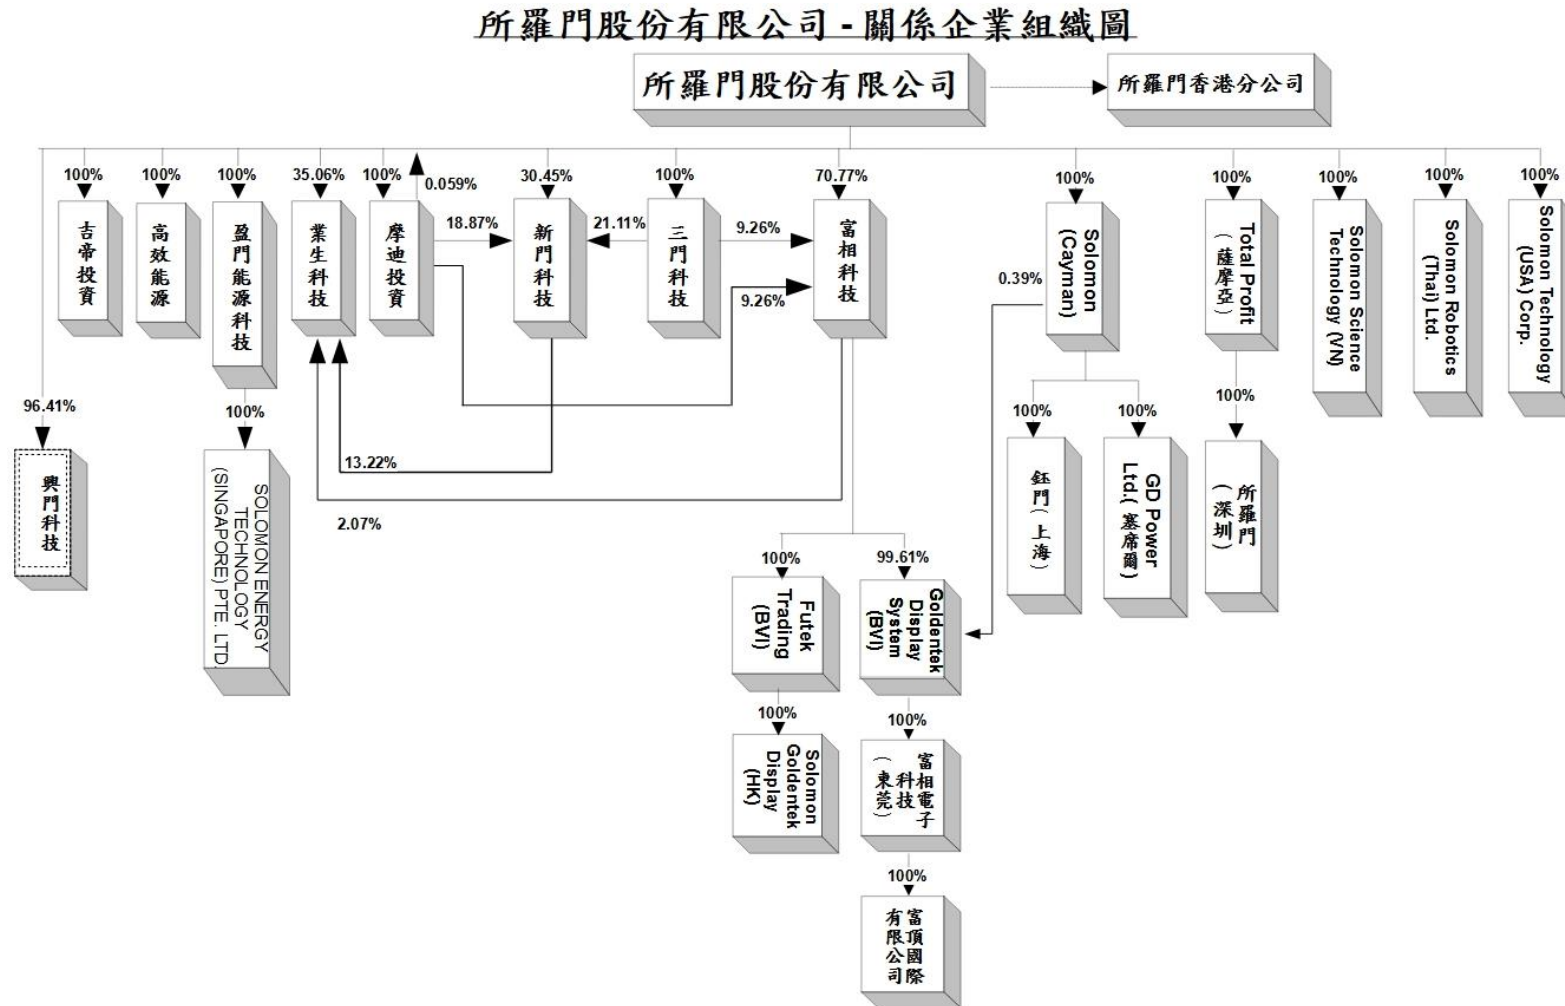 所羅門股份有限公司 - 關係企業組織圖
所羅門股份有限公司
所羅門香港分公司
100%
100%
100%
35.06%
100%
0.059%
30.45%
100%
70.77%
100%
100%
100%
100%
100%
吉帝投資
高效能源
盈門能源科技
業生科技
摩迪投資
18.87%
新門科技
21.11%
三門科技
9.26%
9.26%
富相科技
0.39%
Solomon
(Cayman)
Total Profit
(薩摩亞)
Solomon Science
Technology (VN)
Solomon Robotics
(Thai) Ltd.
Solomon Technology
(USA) Corp.
96.41%
100%
100%
100%
100%
興門科技
SOLOMON ENERGY
TECHNOLOGY
(SINGAPORE) PTE. LTD
13.22%
2.07%
鈺門(上海)
GD Power
Ltd.(塞席爾)
所羅門
(深圳)
100%
99.61%
Futek
Trading
(BVI)
Goldentek
Display
System
(BVI)
100%
100%
Solomon
Goldentek
Display
(HK)
富相電子
科技
(東莞)
100%
富頂國際
有限公司